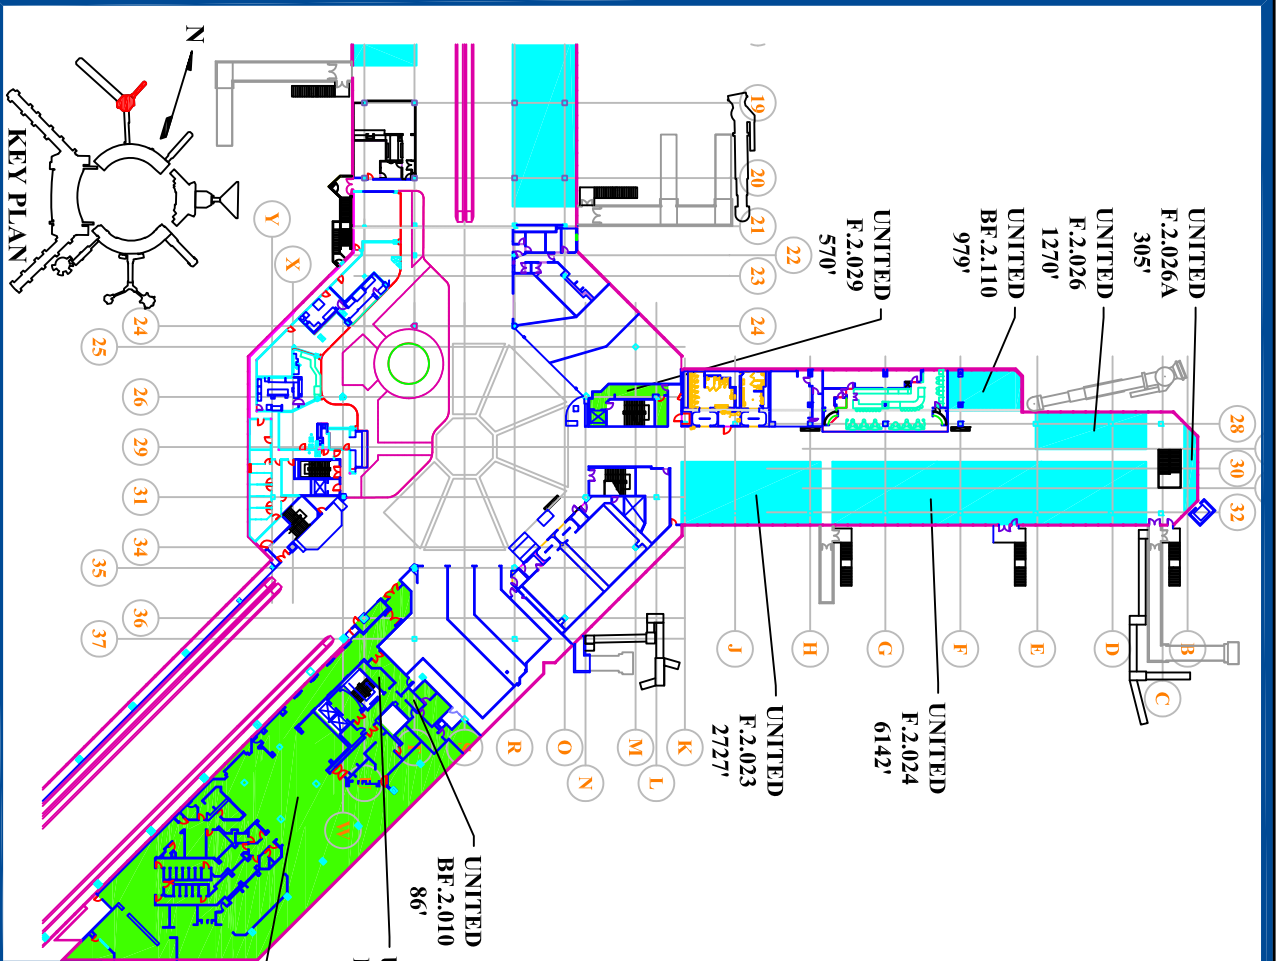 N
KEY PLAN
UNITED
F.2.026A
305'
UNITED
F.2.026
1270'
UNITED
BF.2.110
979'
UNITED
F.2.029
570'
UNITED
F.2.024
6142'
UNITED
F.2.023
2727'
UNITED
BF.2.010
86'
19
20
21
22
23
24
Y
X
24
25
26
29
31
34
35
36
37
28
30
32
J
H
G
F
E
D
B
C
K
L
M
N
O
R
W